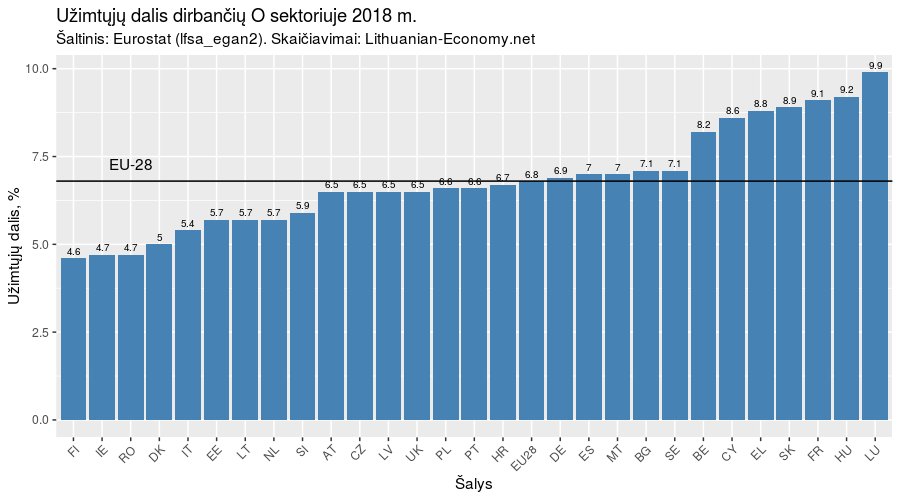 Užimtųjų dalis dirbančių O sektoriuje 2018 m.
Šaltinis: Eurostat (lfsa_egan2). Skaičiavimai: Lithuanian-Economy.net
Užimtųjų dalis, %
10.0
7.5
5.0
2.5
0.0
EU-28
4.6 4.7 4.7 5 5.4 5.7 5.7 5.7 5.9 6.5 6.5 6.5 6.5 6.6 6.6 6.7 6.8 6.9 7 7 7.1 7.1 8.2 8.6 8.8 8.9 9.1 9.2 9.9
FI IE RO DK IT EE LT NL SI AT CZ LV UK PL PT HR EU28 DE ES MT BG SE BE CY EL SK FR HU LU
Šalys